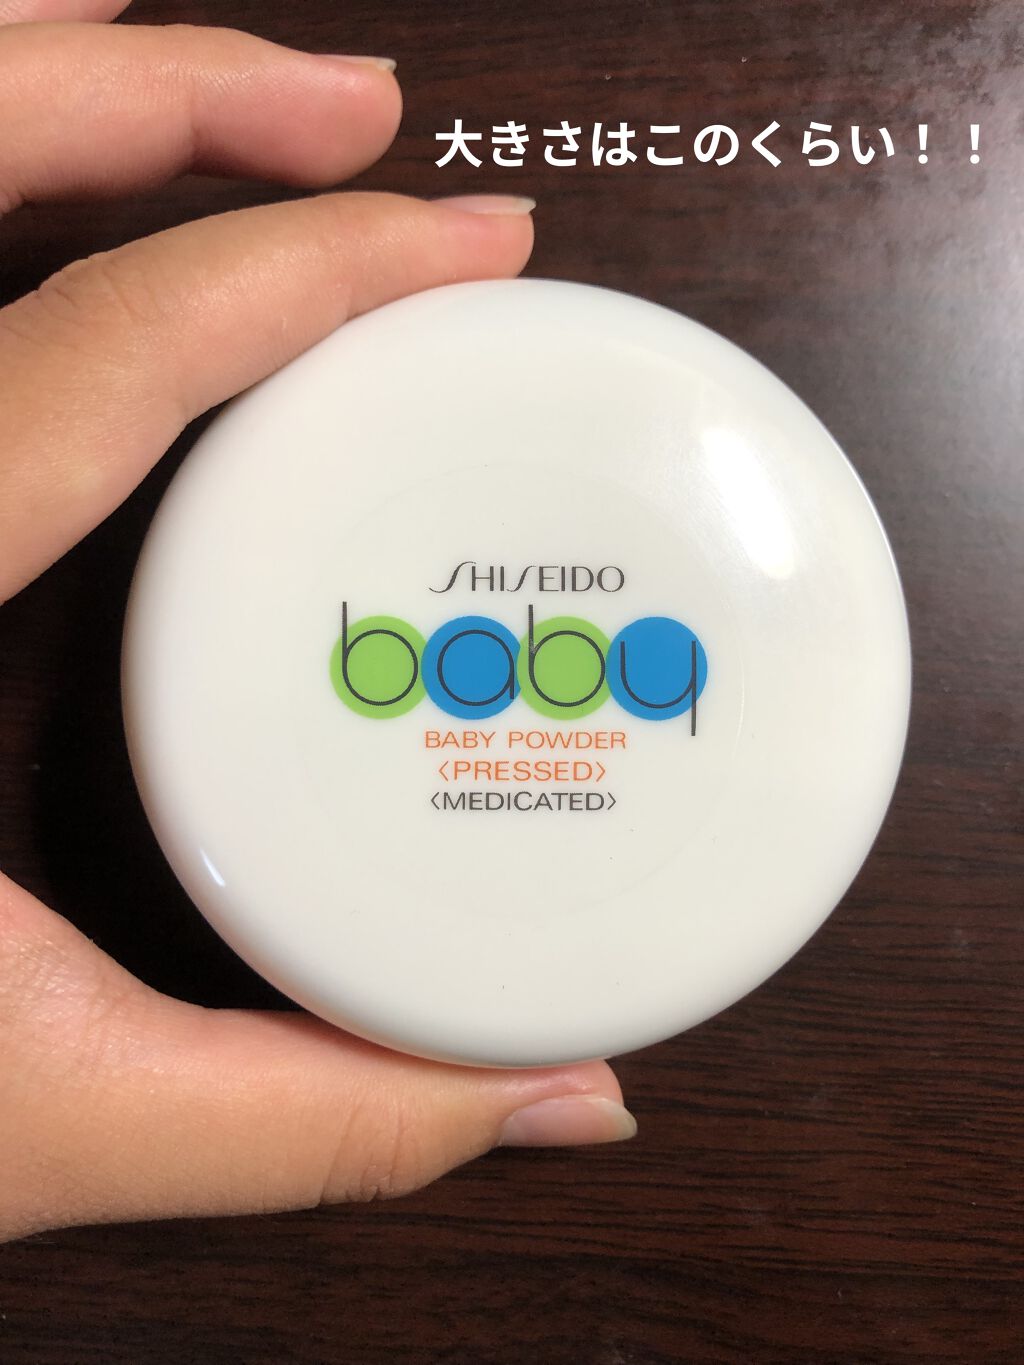 大きさはこのくらい！！
SHISEIDO
baby
BABY POWDER
〈PRESSED〉
〈MEDICATED〉